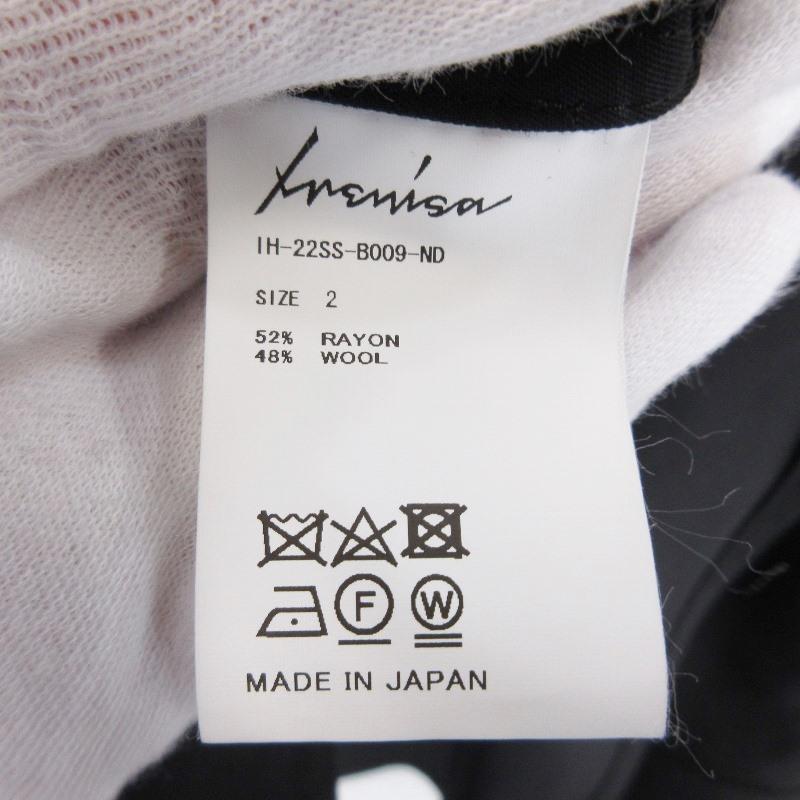 Irenisa
IH-22SS-B009-ND
SIZE 2
52% RAYON
48% WOOL
F W
MADE IN JAPAN